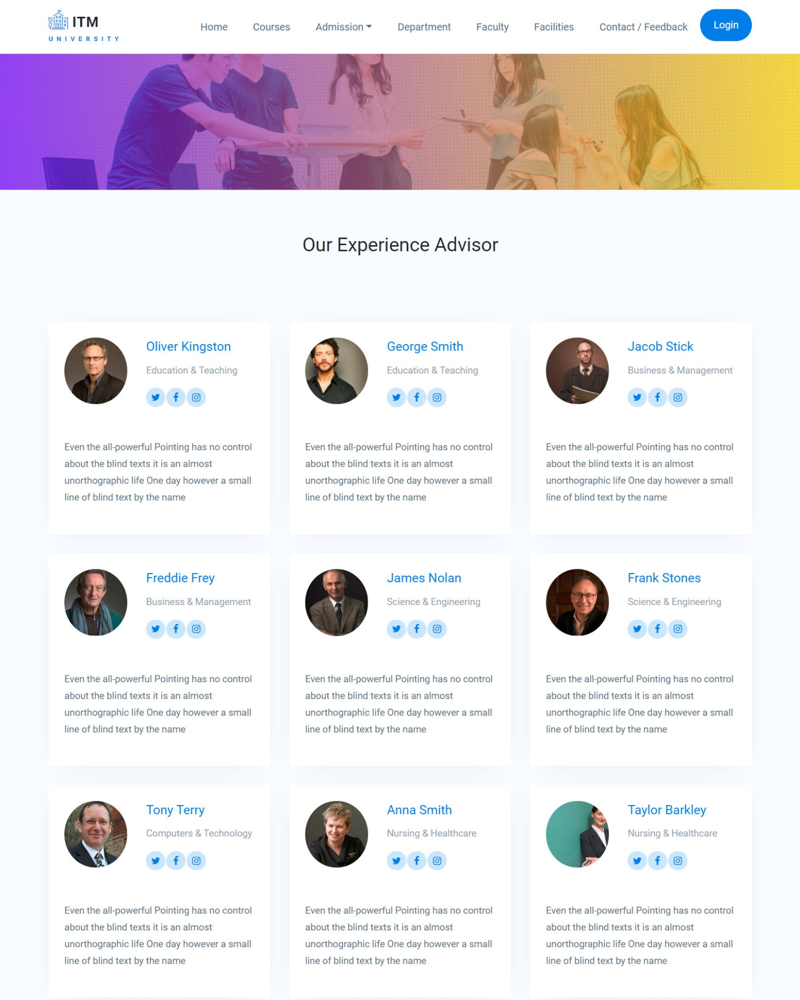 ITM
UNIVERSITY
Home
Courses
Admission
Department
Faculty
Facilities
Contact / Feedback
Login
Our Experience Advisor
Oliver Kingston
Education & Teaching
Even the all-powerful Pointing has no control
about the blind texts it is an almost
unorthographic life One day however a small
line of blind text by the name
George Smith
Education & Teaching
Even the all-powerful Pointing has no control
about the blind texts it is an almost
unorthographic life One day however a small
line of blind text by the name
Jacob Stick
Business & Management
Even the all-powerful Pointing has no control
about the blind texts it is an almost
unorthographic life One day however a small
line of blind text by the name
Freddie Frey
Business & Management
Even the all-powerful Pointing has no control
about the blind texts it is an almost
unorthographic life One day however a small
line of blind text by the name
James Nolan
Science & Engineering
Even the all-powerful Pointing has no control
about the blind texts it is an almost
unorthographic life One day however a small
line of blind text by the name
Frank Stones
Science & Engineering
Even the all-powerful Pointing has no control
about the blind texts it is an almost
unorthographic life One day however a small
line of blind text by the name
Tony Terry
Computers & Technology
Even the all-powerful Pointing has no control
about the blind texts it is an almost
unorthographic life One day however a small
line of blind text by the name
Anna Smith
Nursing & Healthcare
Even the all-powerful Pointing has no control
about the blind texts it is an almost
unorthographic life One day however a small
line of blind text by the name
Taylor Barkley
Nursing & Healthcare
Even the all-powerful Pointing has no control
about the blind texts it is an almost
unorthographic life One day however a small
line of blind text by the name